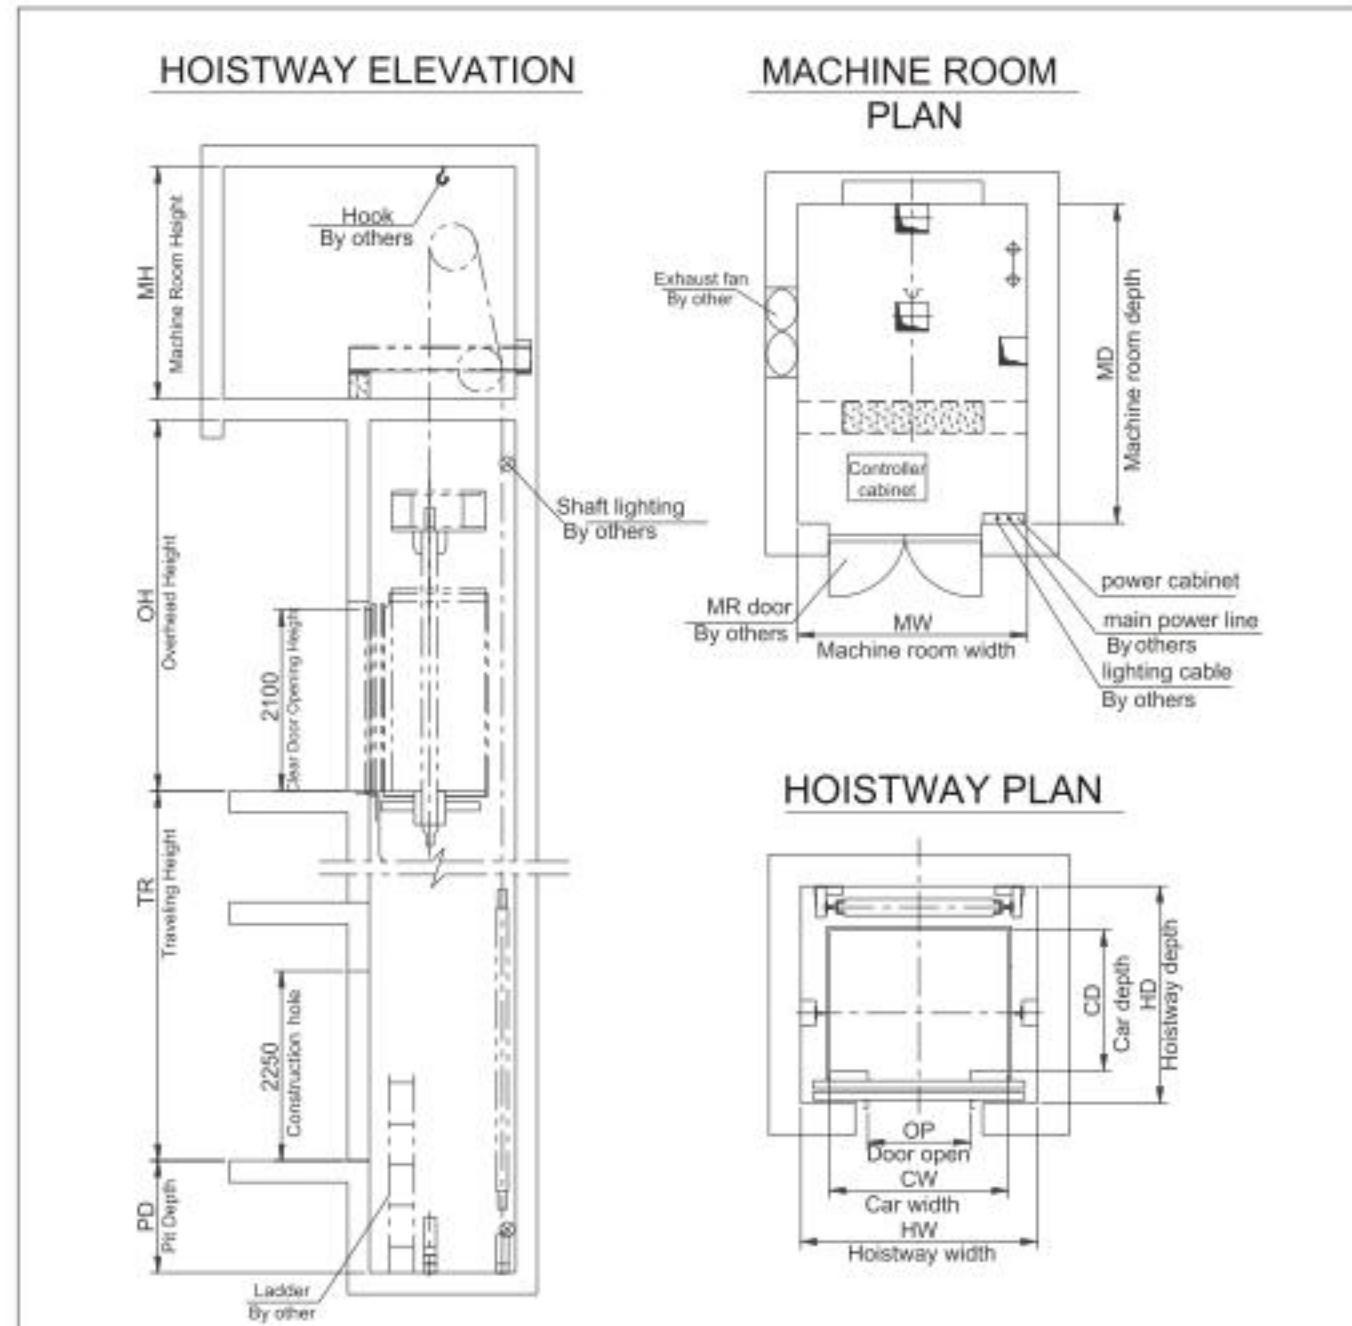 HOISTWAY ELEVATION
MH
Machine Room Height
Hook
By others
OH
Overhead Height
Shaft lighting
By others
2100
Clear Door Opening Height
TR
Traveling Height
2250
Construction hole
PD
Pit Depth
Ladder
By other
MACHINE ROOM
PLAN
Exhaust fan
By other
MD
Machine room depth
Controller
cabinet
MR door
By others
MW
Machine room width
power cabinet
main power line
By others
lighting cable
By others
HOISTWAY PLAN
CD
Car depth
HD
Hoistway depth
OP
Door open
CW
Car width
HW
Hoistway width